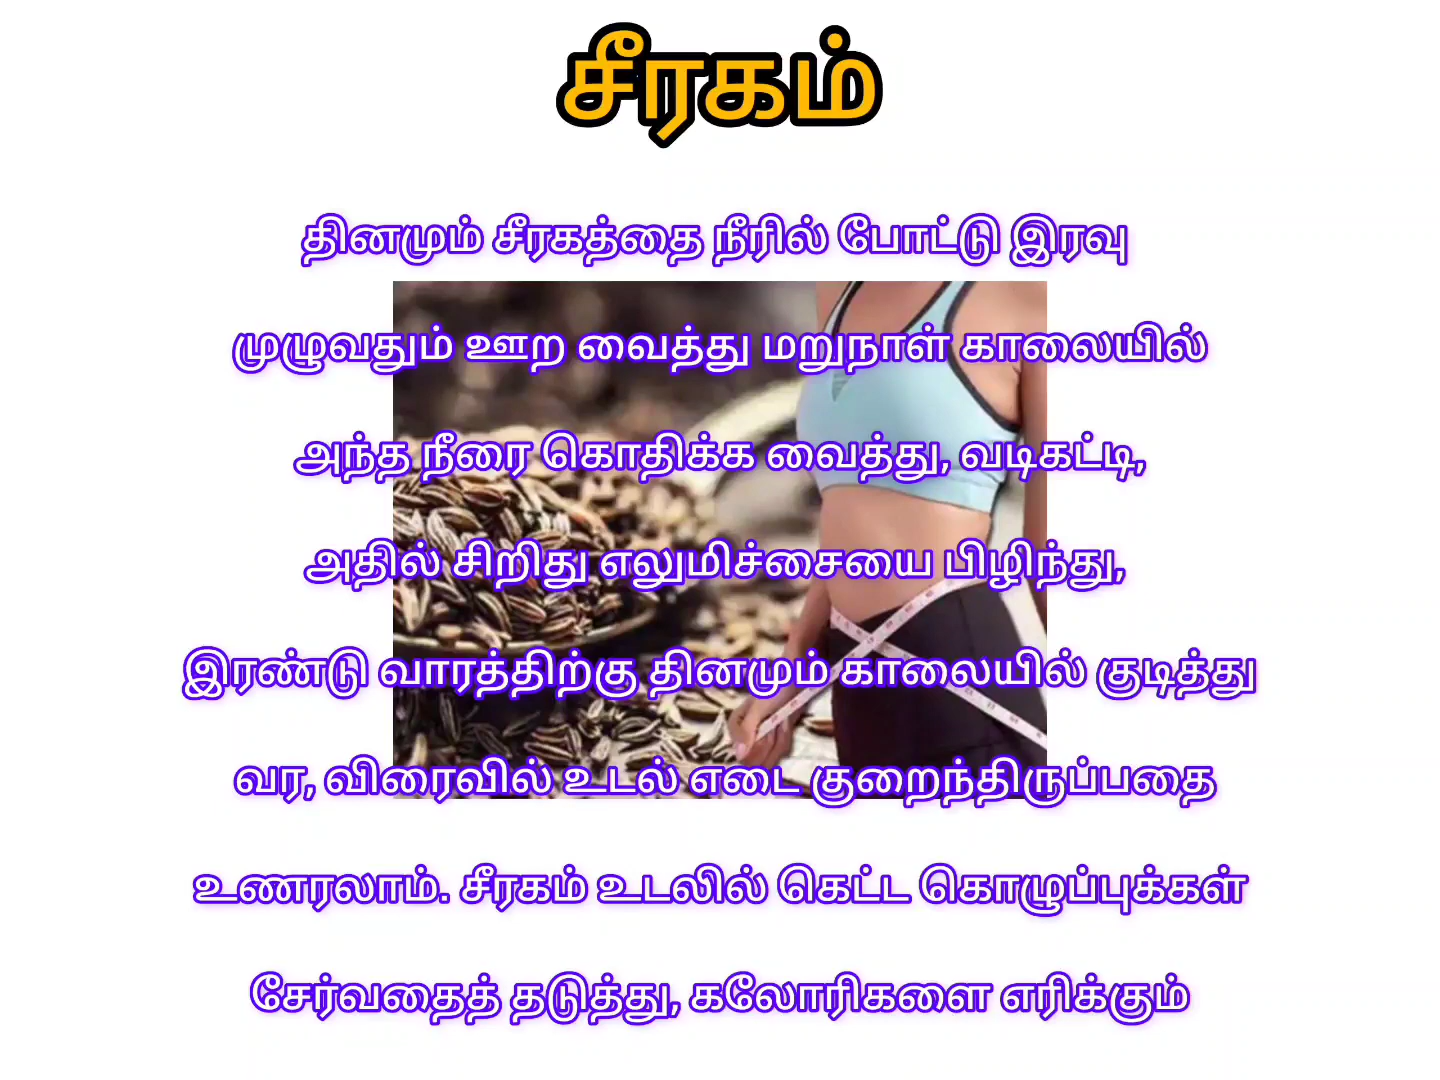 சீரகம்
தினமும் சீரகத்தை நீரில் போட்டு இரவு
முழுவதும் ஊற வைத்து மறுநாள் காலையில்
அந்த நீரை கொதிக்க வைத்து, வடிகட்டி,
அதில் சிறிது எலுமிச்சையை பிழிந்து,
இரண்டு வாரத்திற்கு தினமும் காலையில் குடித்து
வர, விரைவில் உடல் எடை குறைந்திருப்பதை
உணரலாம். சீரகம் உடலில் கெட்ட கொழுப்புக்கள்
சேர்வதைத் தடுத்து, கலோரிகளை எரிக்கும்